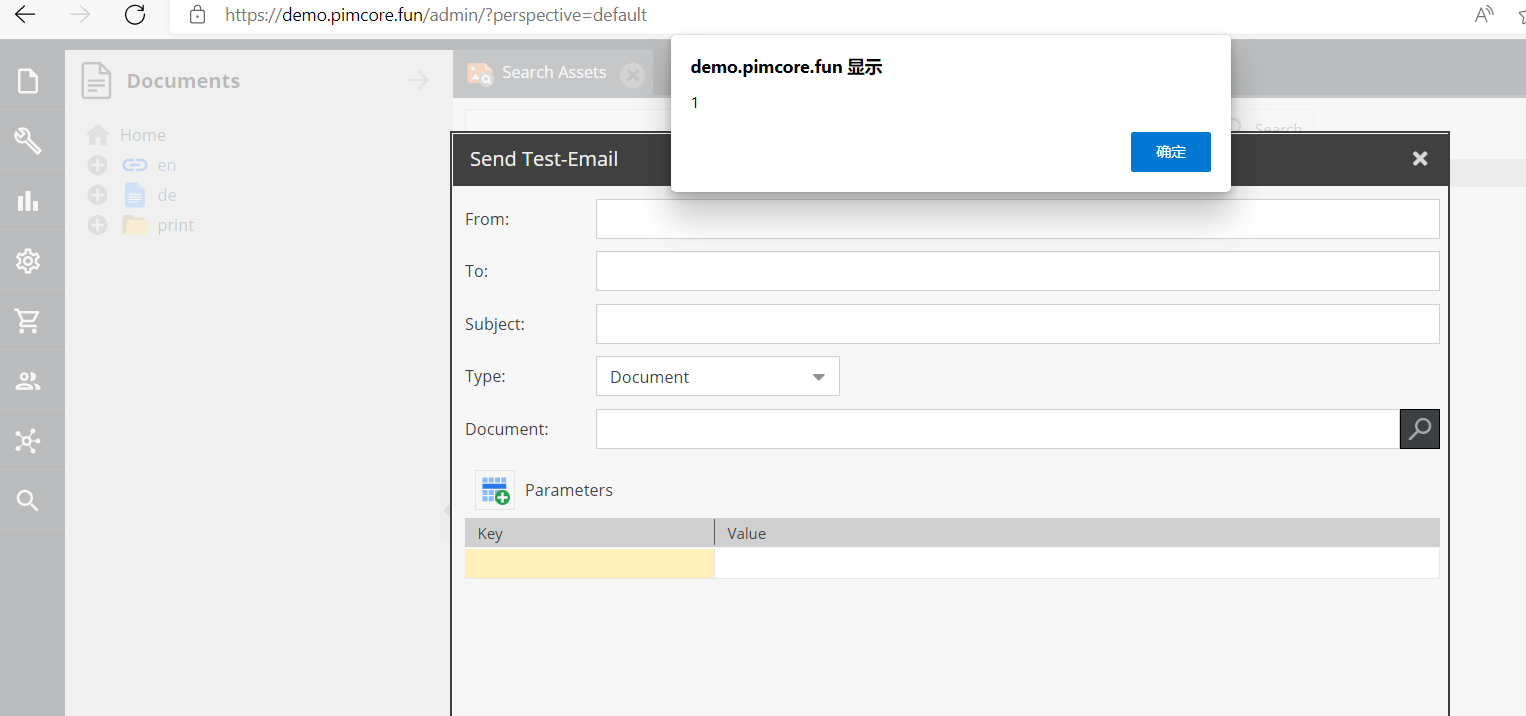 https://demo.pimcore.fun/admin/?perspective=default
demo.pimcore.fun 显示
1
确定
Documents
Search Assets
Search
Home
en
de
print
Send Test-Email
From:
To:
Subject:
Type:
Document
Document:
Parameters
Key
Value